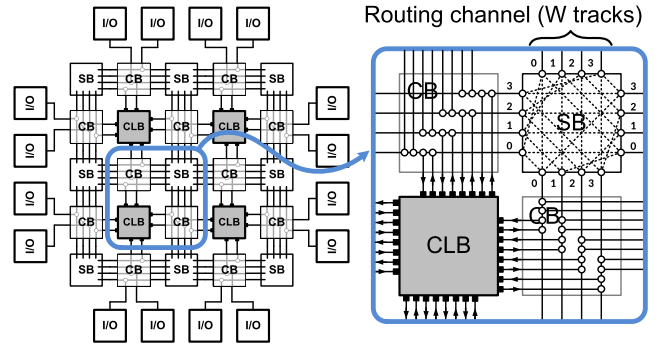 Routing channel (W tracks)
I/O I/O I/O I/O
0 1 2 3
SB CB SB CB SB
CB
3 3
I/O CB CLB CB CLB CB I/O
2 SB 2
1 1
I/O I/O
0 0
SB CB SB CB SB
0 1 2 3
I/O I/O
CB
CB CLB CB CLB CB
CLB
I/O I/O
SB CB SB CB SB
I/O I/O I/O I/O